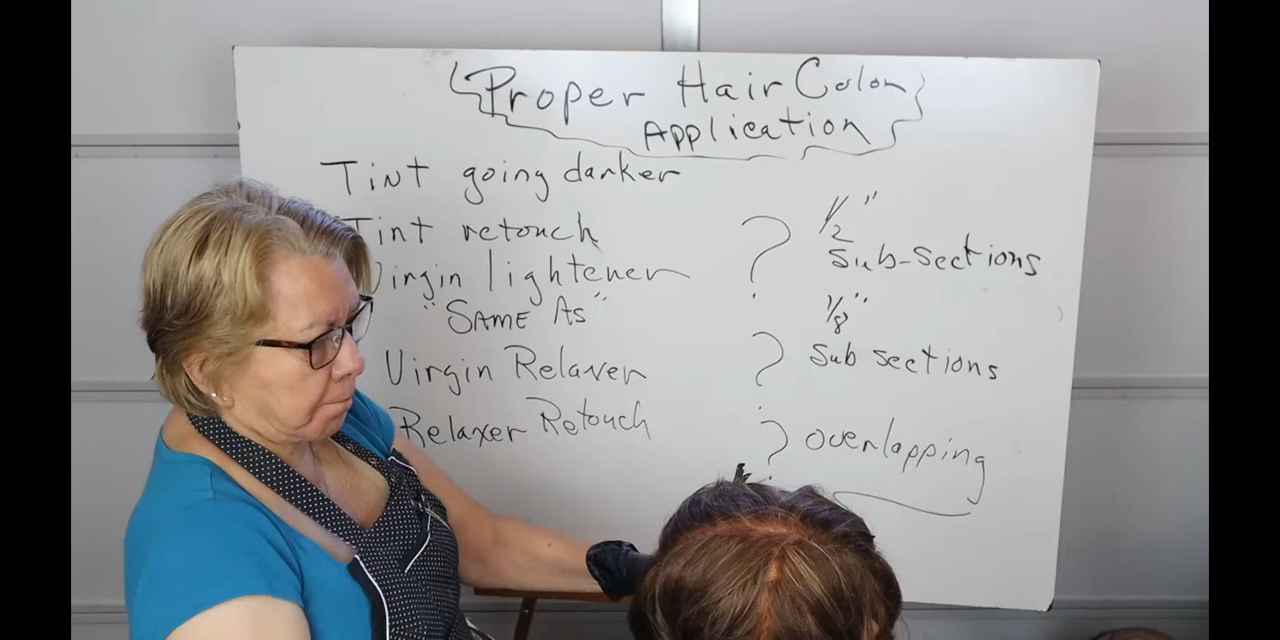 Proper Hair Color
Application
Tint going darker
Tint retouch
Virgin lightener
"SAME AS"
Virgin Relaxer
Relaxer Retouch
? 1/2"
Sub-sections
1/8"
? Sub sections
? overlapping